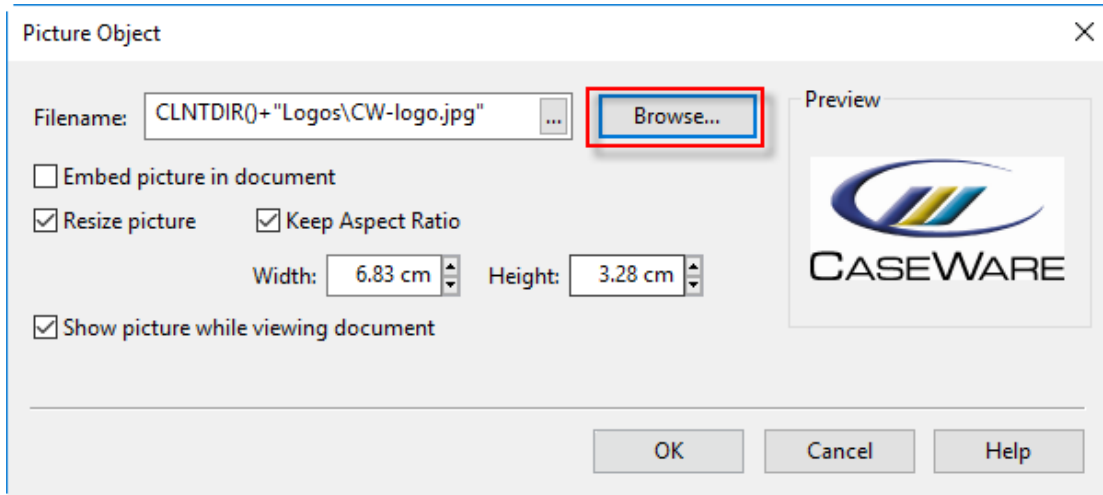 Picture Object
Filename: CLNTDIR()+"Logos\CW-logo.jpg" ... Browse...
Preview
Embed picture in document
Resize picture Keep Aspect Ratio
Width: 6.83 cm Height: 3.28 cm
CASEWARE
Show picture while viewing document
OK Cancel Help